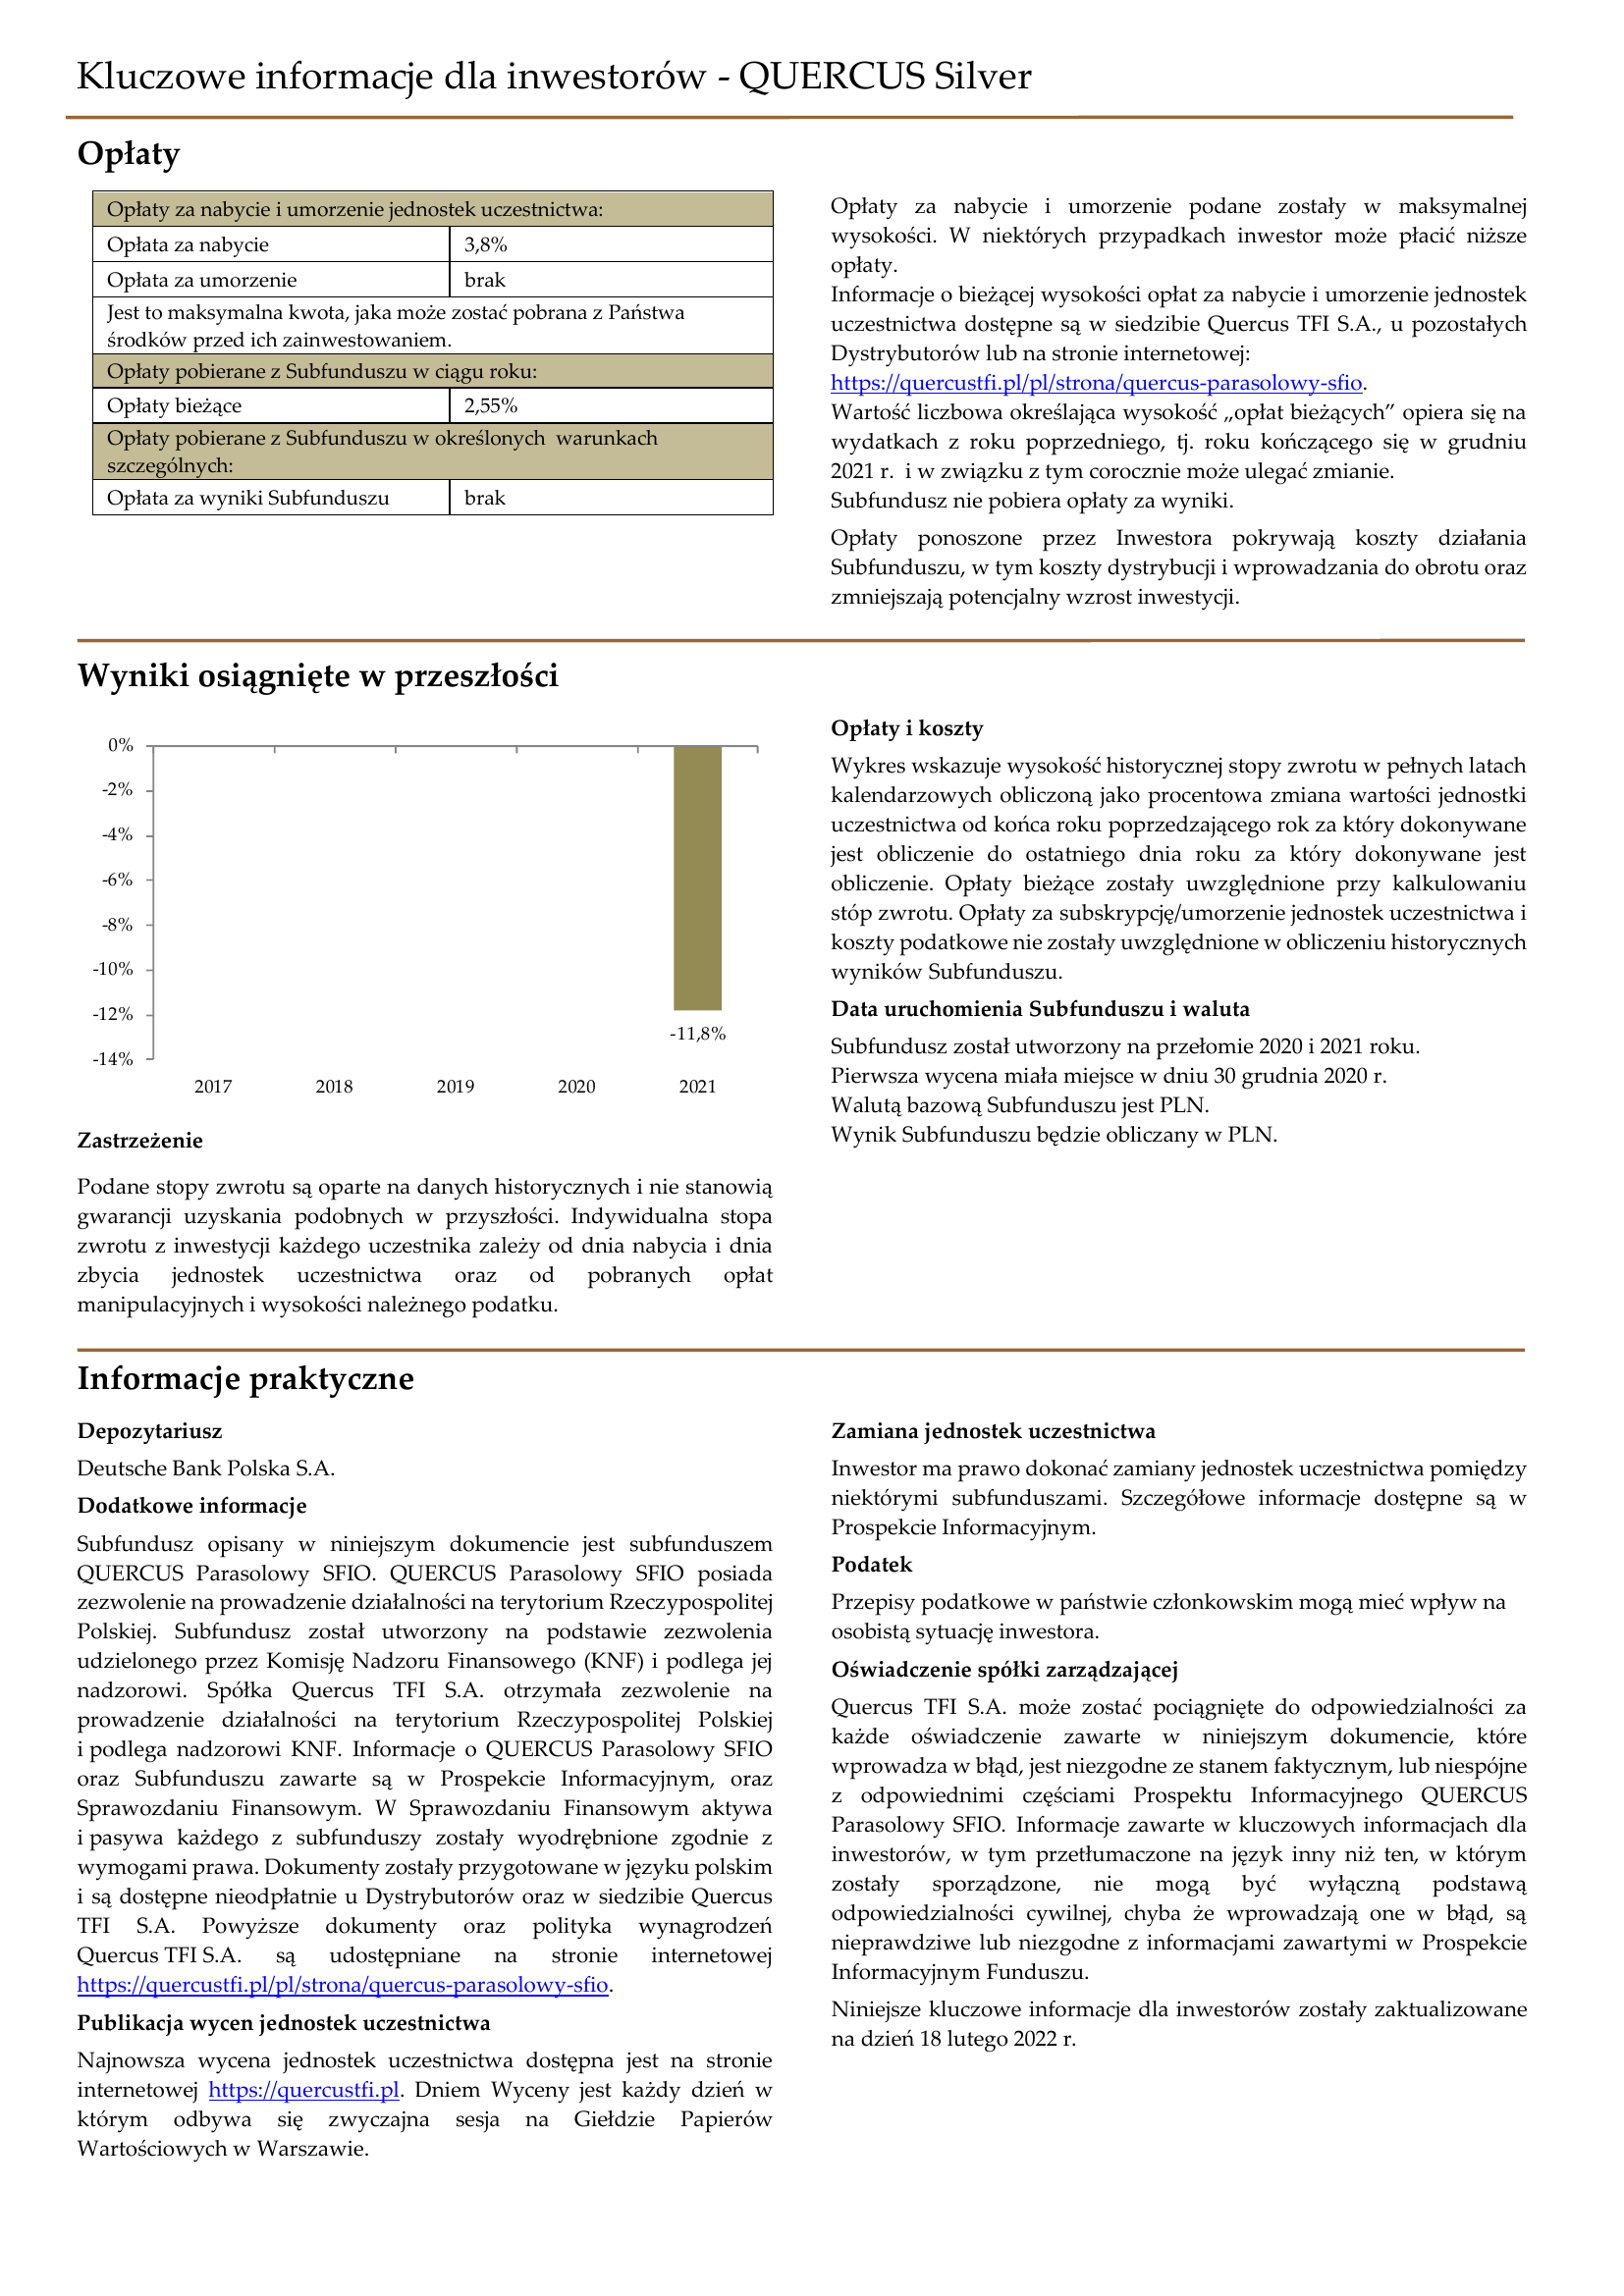 Kluczowe informacje dla inwestorów - QUERCUS Silver
Opłaty
Opłaty za nabycie i umorzenie jednostek uczestnictwa:
Opłata za nabycie 3,8%
Opłata za umorzenie brak
Jest to maksymalna kwota, jaka może zostać pobrana z Państwa
środków przed ich zainwestowaniem.
Opłaty pobierane z Subfunduszu w ciągu roku:
Opłaty bieżące 2,55%
Opłaty pobierane z Subfunduszu w określonych warunkach
szczególnych:
Opłata za wyniki Subfunduszu brak
Opłaty za nabycie i umorzenie podane zostały w maksymalnej
wysokości. W niektórych przypadkach inwestor może płacić niższe
opłaty.
Informacje o bieżącej wysokości opłat za nabycie i umorzenie jednostek
uczestnictwa dostępne są w siedzibie Quercus TFI S.A., u pozostałych
Dystrybutorów lub na stronie internetowej:
https://quercustfi.pl/pl/strona/quercus-parasolowy-sfio.
Wartość liczbowa określająca wysokość „opłat bieżących” opiera się na
wydatkach z roku poprzedniego, tj. roku kończącego się w grudniu
2021 r. i w związku z tym corocznie może ulegać zmianie.
Subfundusz nie pobiera opłaty za wyniki.
Opłaty ponoszone przez Inwestora pokrywają koszty działania
Subfunduszu, w tym koszty dystrybucji i wprowadzania do obrotu oraz
zmniejszają potencjalny wzrost inwestycji.
Wyniki osiągnięte w przeszłości
0%
-2%
-4%
-6%
-8%
-10%
-12%
-14%
-11,8%
2017 2018 2019 2020 2021
Zastrzeżenie
Podane stopy zwrotu są oparte na danych historycznych i nie stanowią
gwarancji uzyskania podobnych w przyszłości. Indywidualna stopa
zwrotu z inwestycji każdego uczestnika zależy od dnia nabycia i dnia
zbycia jednostek uczestnictwa oraz od pobranych opłat
manipulacyjnych i wysokości należnego podatku.
Opłaty i koszty
Wykres wskazuje wysokość historycznej stopy zwrotu w pełnych latach
kalendarzowych obliczoną jako procentowa zmiana wartości jednostki
uczestnictwa od końca roku poprzedzającego rok za który dokonywane
jest obliczenie do ostatniego dnia roku za który dokonywane jest
obliczenie. Opłaty bieżące zostały uwzględnione przy kalkulowaniu
stóp zwrotu. Opłaty za subskrypcję/umorzenie jednostek uczestnictwa i
koszty podatkowe nie zostały uwzględnione w obliczeniu historycznych
wyników Subfunduszu.
Data uruchomienia Subfunduszu i waluta
Subfundusz został utworzony na przełomie 2020 i 2021 roku.
Pierwsza wycena miała miejsce w dniu 30 grudnia 2020 r.
Walutą bazową Subfunduszu jest PLN.
Wynik Subfunduszu będzie obliczany w PLN.
Informacje praktyczne
Depozytariusz
Deutsche Bank Polska S.A.
Dodatkowe informacje
Subfundusz opisany w niniejszym dokumencie jest subfunduszem
QUERCUS Parasolowy SFIO. QUERCUS Parasolowy SFIO posiada
zezwolenie na prowadzenie działalności na terytorium Rzeczypospolitej
Polskiej. Subfundusz został utworzony na podstawie zezwolenia
udzielonego przez Komisję Nadzoru Finansowego (KNF) i podlega jej
nadzorowi. Spółka Quercus TFI S.A. otrzymała zezwolenie na
prowadzenie działalności na terytorium Rzeczypospolitej Polskiej
i podlega nadzorowi KNF. Informacje o QUERCUS Parasolowy SFIO
oraz Subfunduszu zawarte są w Prospekcie Informacyjnym, oraz
Sprawozdaniu Finansowym. W Sprawozdaniu Finansowym aktywa
i pasywa każdego z subfunduszy zostały wyodrębnione zgodnie z
wymogami prawa. Dokumenty zostały przygotowane w języku polskim
i są dostępne nieodpłatnie u Dystrybutorów oraz w siedzibie Quercus
TFI S.A. Powyższe dokumenty oraz polityka wynagrodzeń
Quercus TFI S.A. są udostępniane na stronie internetowej
https://quercustfi.pl/pl/strona/quercus-parasolowy-sfio.
Publikacja wycen jednostek uczestnictwa
Najnowsza wycena jednostek uczestnictwa dostępna jest na stronie
internetowej https://quercustfi.pl. Dniem Wyceny jest każdy dzień w
którym odbywa się zwyczajna sesja na Giełdzie Papierów
Wartościowych w Warszawie.
Zamiana jednostek uczestnictwa
Inwestor ma prawo dokonać zamiany jednostek uczestnictwa pomiędzy
niektórymi subfunduszami. Szczegółowe informacje dostępne są w
Prospekcie Informacyjnym.
Podatek
Przepisy podatkowe w państwie członkowskim mogą mieć wpływ na
osobistą sytuację inwestora.
Oświadczenie spółki zarządzającej
Quercus TFI S.A. może zostać pociągnięte do odpowiedzialności za
każde oświadczenie zawarte w niniejszym dokumencie, które
wprowadza w błąd, jest niezgodne ze stanem faktycznym, lub niespójne
z odpowiednimi częściami Prospektu Informacyjnego QUERCUS
Parasolowy SFIO. Informacje zawarte w kluczowych informacjach dla
inwestorów, w tym przetłumaczone na język inny niż ten, w którym
zostały sporządzone, nie mogą być wyłączną podstawą
odpowiedzialności cywilnej, chyba że wprowadzają one w błąd, są
nieprawdziwe lub niezgodne z informacjami zawartymi w Prospekcie
Informacyjnym Funduszu.
Niniejsze kluczowe informacje dla inwestorów zostały zaktualizowane
na dzień 18 lutego 2022 r.